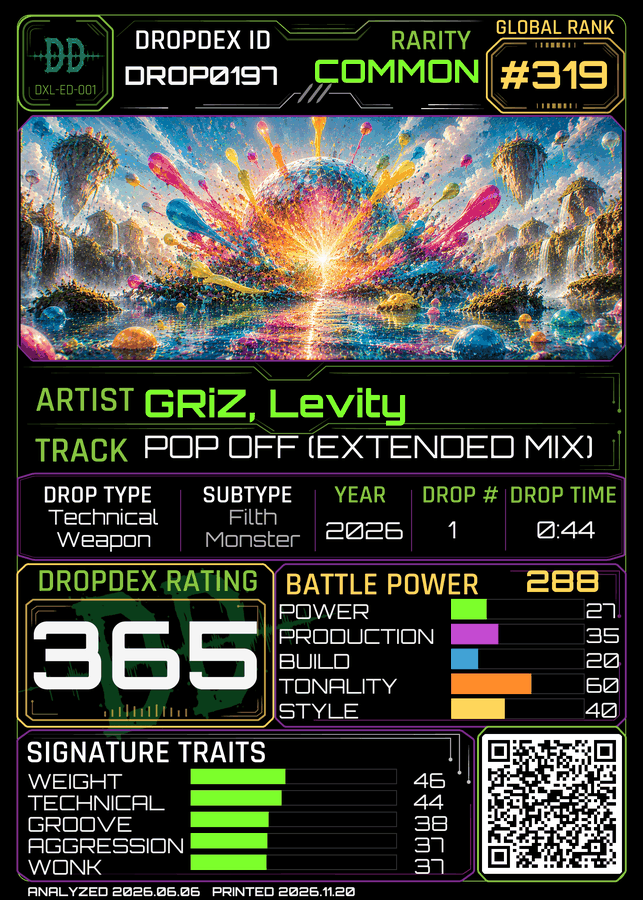 DD
DXL-ED-001
DROPDEX ID
DROP0197
RARITY
COMMON
GLOBAL RANK
#319
ARTIST GRiZ, Levity
TRACK POP OFF (EXTENDED MIX)
DROP TYPE
Technical
Weapon
SUBTYPE
Filth
Monster
YEAR
2026
DROP #
1
DROP TIME
0:44
DROPDEX RATING
365
BATTLE POWER 288
POWER 27
PRODUCTION 35
BUILD 20
TONALITY 60
STYLE 40
SIGNATURE TRAITS
WEIGHT 46
TECHNICAL 44
GROOVE 38
AGGRESSION 37
WONK 37
ANALYZED 2026.06.06 PRINTED 2026.11.20